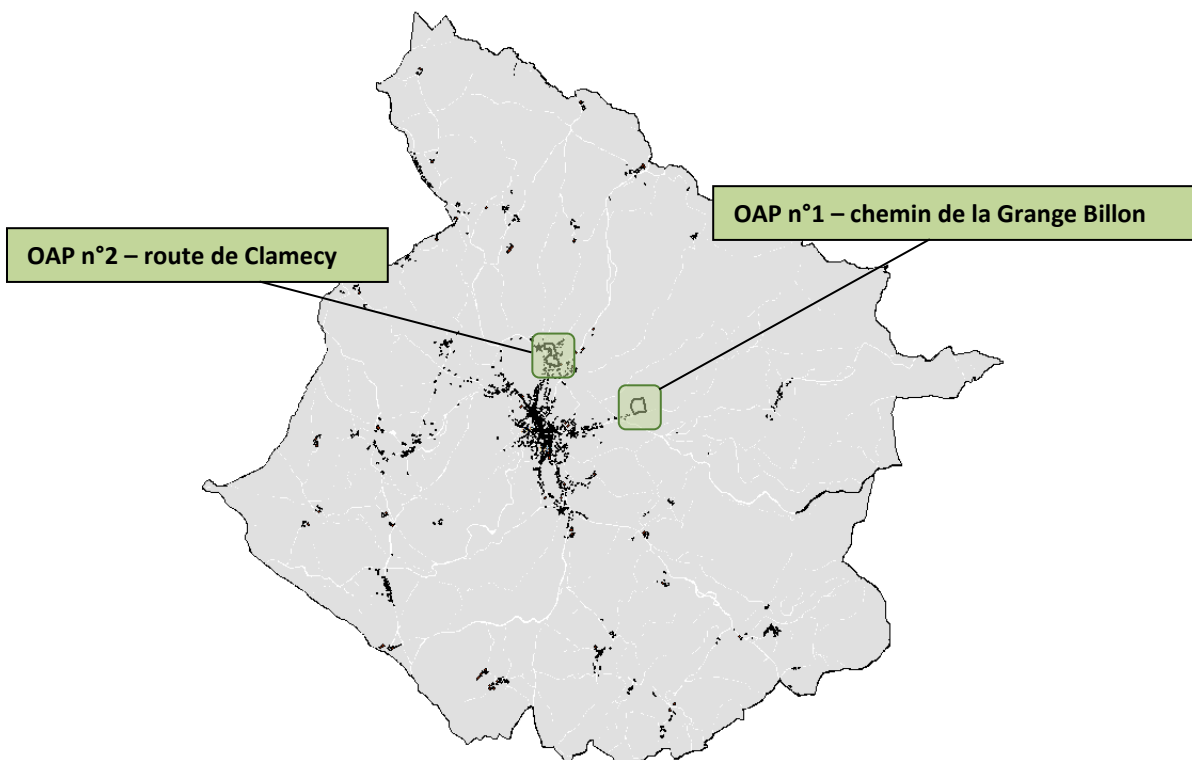 OAP n°1 – chemin de la Grange Billon
OAP n°2 – route de Clamecy